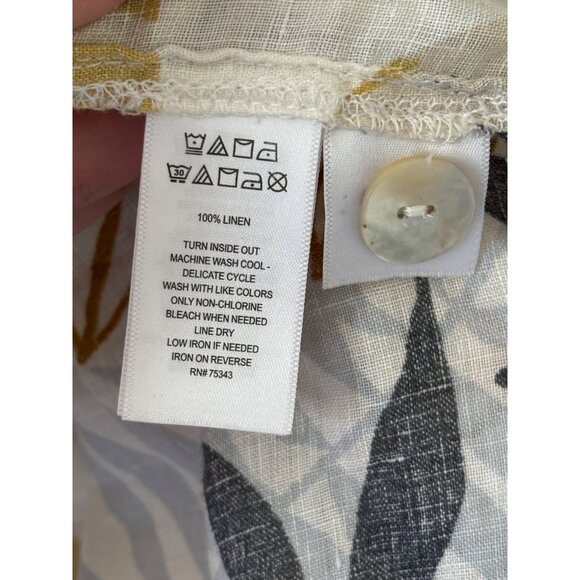 30
100% LINEN
TURN INSIDE OUT
MACHINE WASH COOL -
DELICATE CYCLE
WASH WITH LIKE COLORS
ONLY NON-CHLORINE
BLEACH WHEN NEEDED
LINE DRY
LOW IRON IF NEEDED
IRON ON REVERSE
RN# 75343